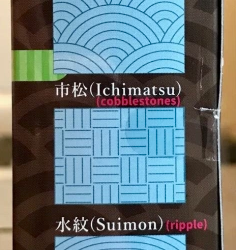 市松(Ichimatsu)
(cobblestones)
水紋(Suimon) (ripple)